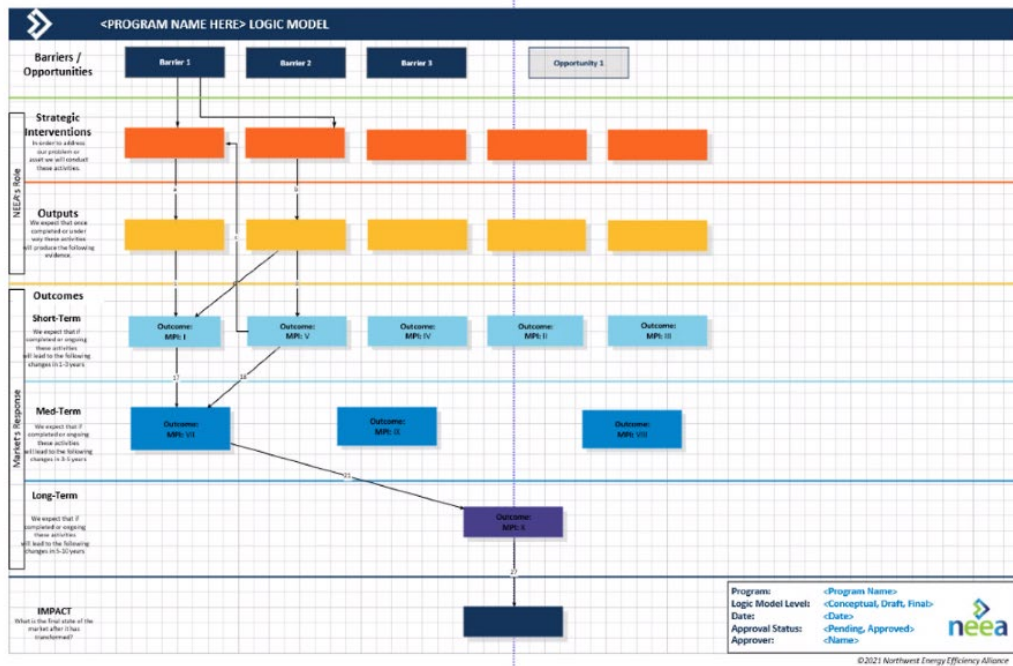 <PROGRAM NAME HERE> LOGIC MODEL
Barriers /
Opportunities
Barrier 1
Barrier 2
Barrier 3
Opportunity 1
NEEA's Role
Strategic
Interventions
In order to address
our problem or
asset we will conduct
these activities.
Outputs
We expect that once
completed or under
way these activities
will produce the following
evidence.
Market's Response
Outcomes
Short-Term
We expect that if
completed or ongoing
these activities
will lead to the following
changes in 1-3 years
Outcome:
MPI: I
Outcome:
MPI: V
Outcome:
MPI: IV
Outcome:
MPI: II
Outcome:
MPI: III
17
18
Med-Term
We expect that if
completed or ongoing
these activities
will lead to the following
changes in 3-5 years
Outcome:
MPI: VII
Outcome:
MPI: IX
Outcome:
MPI: VIII
Long-Term
We expect if
completed or ongoing
these activities
will lead to the following
changes in 5-10 years
Outcome:
MPI: X
27
IMPACT
What is the final state of the
market after it has
transformed?
Program: <Program Name>
Logic Model Level: <Conceptual, Draft, Final>
Date: <Date>
Approval Status: <Pending, Approved>
Approver: <Name>
neea
©2021 Northwest Energy Efficiency Alliance